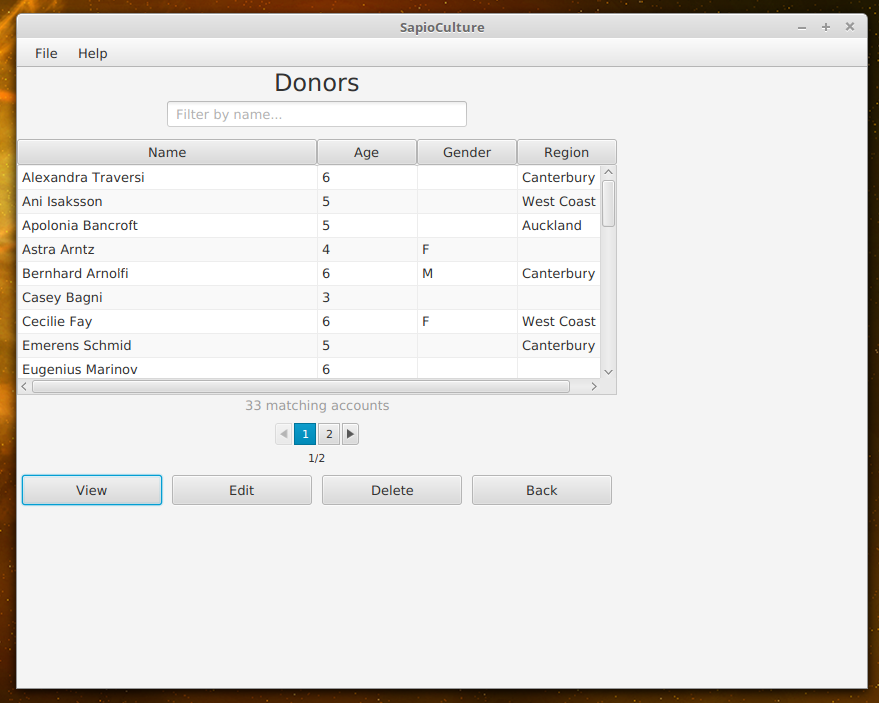 SapioCulture
File Help
Donors
Filter by name...
Name Age Gender Region
Alexandra Traversi 6 Canterbury
Ani Isaksson 5 West Coast
Apolonia Bancroft 5 Auckland
Astra Arntz 4 F
Bernhard Arnolfi 6 M Canterbury
Casey Bagni 3
Cecilie Fay 6 F West Coast
Emerens Schmid 5 Canterbury
Eugenius Marinov 6
33 matching accounts
1 2
1/2
View Edit Delete Back